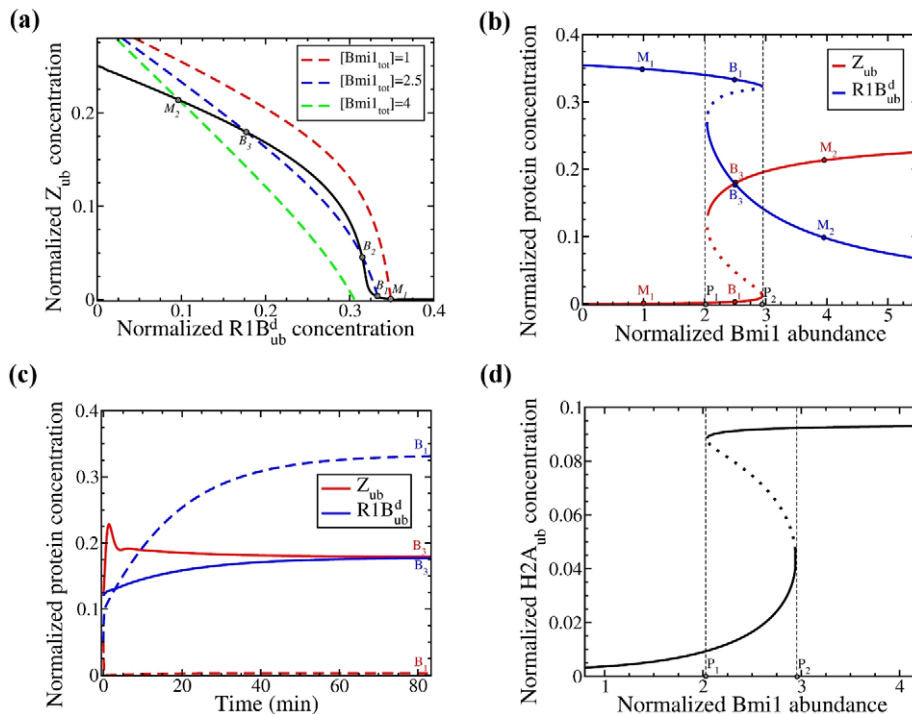 (a)
Normalized Z_ub concentration
0.2
0.1
0
0 0.1 0.2 0.3 0.4
Normalized R1B^d_ub concentration
[Bmi1_tot]=1
[Bmi1_tot]=2.5
[Bmi1_tot]=4
M_2
B_3
B_2
B_1
M_1
(b)
Normalized protein concentration
0.4
0.3
0.2
0.1
0
0 1 2 3 4 5
Normalized Bmi1 abundance
Z_ub
R1B^d_ub
M_1
B_1
B_3
B_3
M_2
M_2
M_1
P_1
B_1
P_2
(c)
Normalized protein concentration
0.4
0.3
0.2
0.1
0
0 20 40 60 80
Time (min)
Z_ub
R1B^d_ub
B_1
B_3
B_3
B_1
(d)
Normalized H2A_ub concentration
0.1
0.08
0.06
0.04
0.02
0
1 2 3 4
Normalized Bmi1 abundance
P_1
P_2